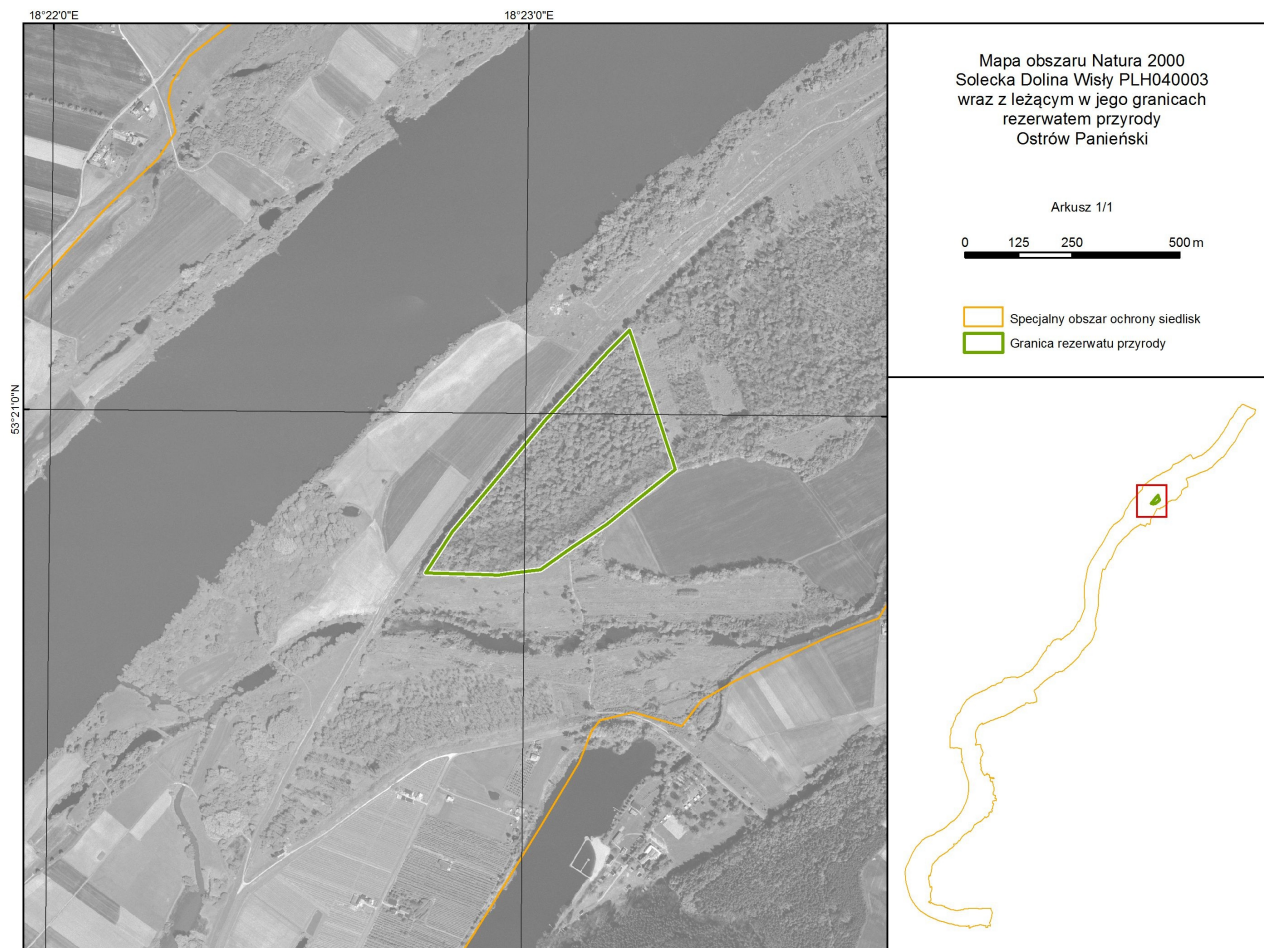 18°22'0"E
18°23'0"E
53°21'0"N
Mapa obszaru Natura 2000
Solecka Dolina Wisły PLH040003
wraz z leżącym w jego granicach
rezerwatem przyrody
Ostrów Panieński
Arkusz 1/1
0 125 250 500 m
Specjalny obszar ochrony siedlisk
Granica rezerwatu przyrody